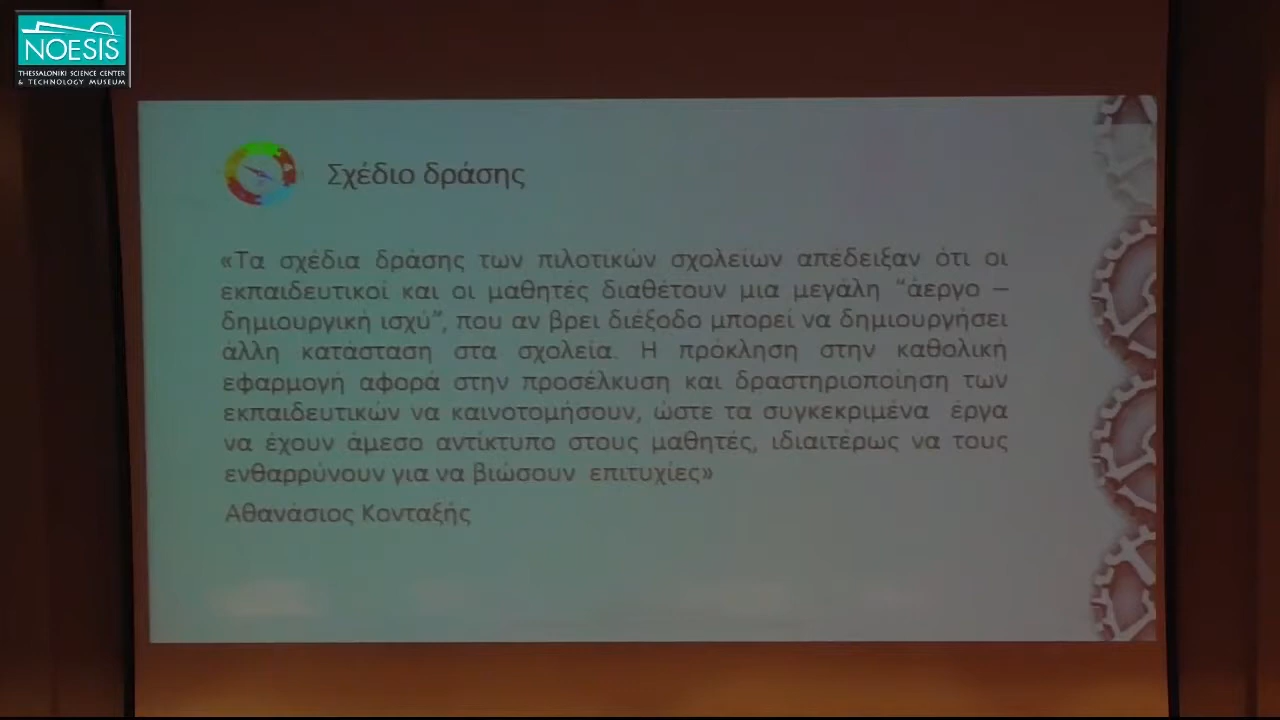 NOESIS
THESSALONIKI SCIENCE CENTER
& TECHNOLOGY MUSEUM
Σχέδιο δράσης
«Τα σχέδια δράσης των πιλοτικών σχολείων απέδειξαν ότι οι
εκπαιδευτικοί και οι μαθητές διαθέτουν μια μεγάλη “άεργο –
δημιουργική ισχύ”, που αν βρει διέξοδο μπορεί να δημιουργήσει
άλλη κατάσταση στα σχολεία. Η πρόκληση στην καθολική
εφαρμογή αφορά στην προσέλκυση και δραστηριοποίηση των
εκπαιδευτικών να καινοτομήσουν, ώστε τα συγκεκριμένα έργα
να έχουν άμεσο αντίκτυπο στους μαθητές, ιδιαιτέρως να τους
ενθαρρύνουν για να βιώσουν επιτυχίες»
Αθανάσιος Κονταξής